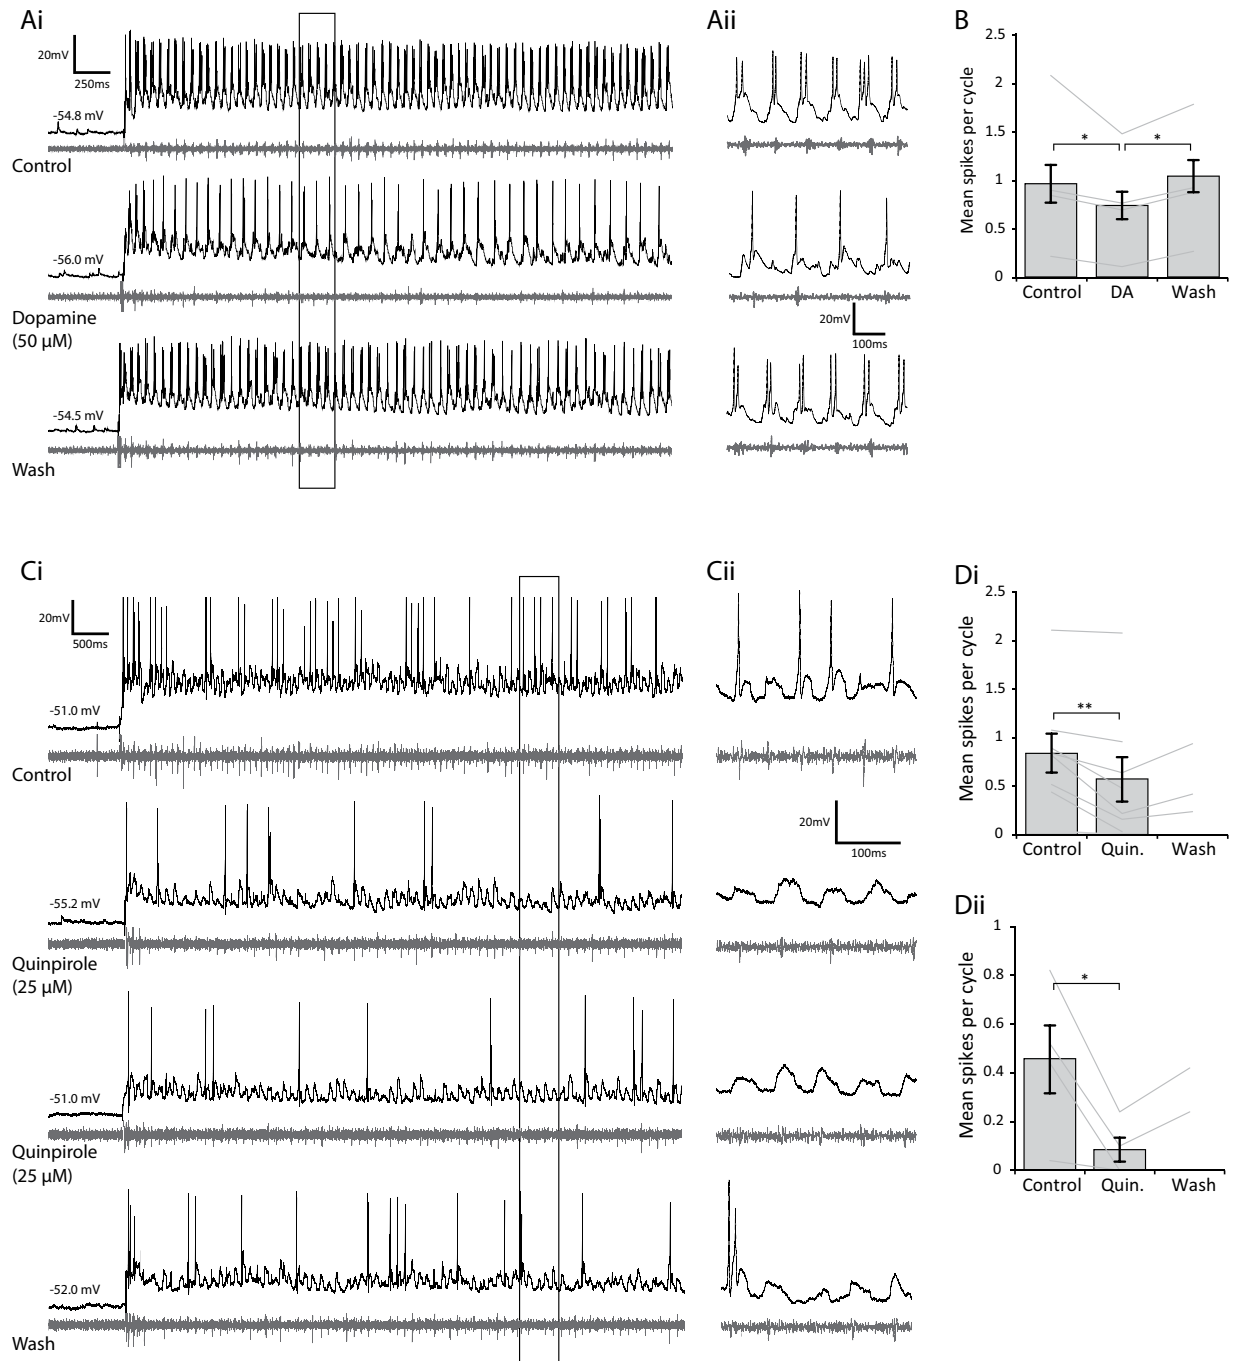 Ai
20mV
250ms
-54.8 mV
Control
-56.0 mV
Dopamine
(50 µM)
-54.5 mV
Wash
Aii
20mV
100ms
B
Mean spikes per cycle
2.5
2
1.5
1
0.5
0
* *
Control DA Wash
Ci
20mV
500ms
-51.0 mV
Control
-55.2 mV
Quinpirole
(25 µM)
-51.0 mV
Quinpirole
(25 µM)
-52.0 mV
Wash
Cii
20mV
100ms
Di
Mean spikes per cycle
2.5
2
1.5
1
0.5
0
**
Control Quin. Wash
Dii
Mean spikes per cycle
1
0.8
0.6
0.4
0.2
0
*
Control Quin. Wash